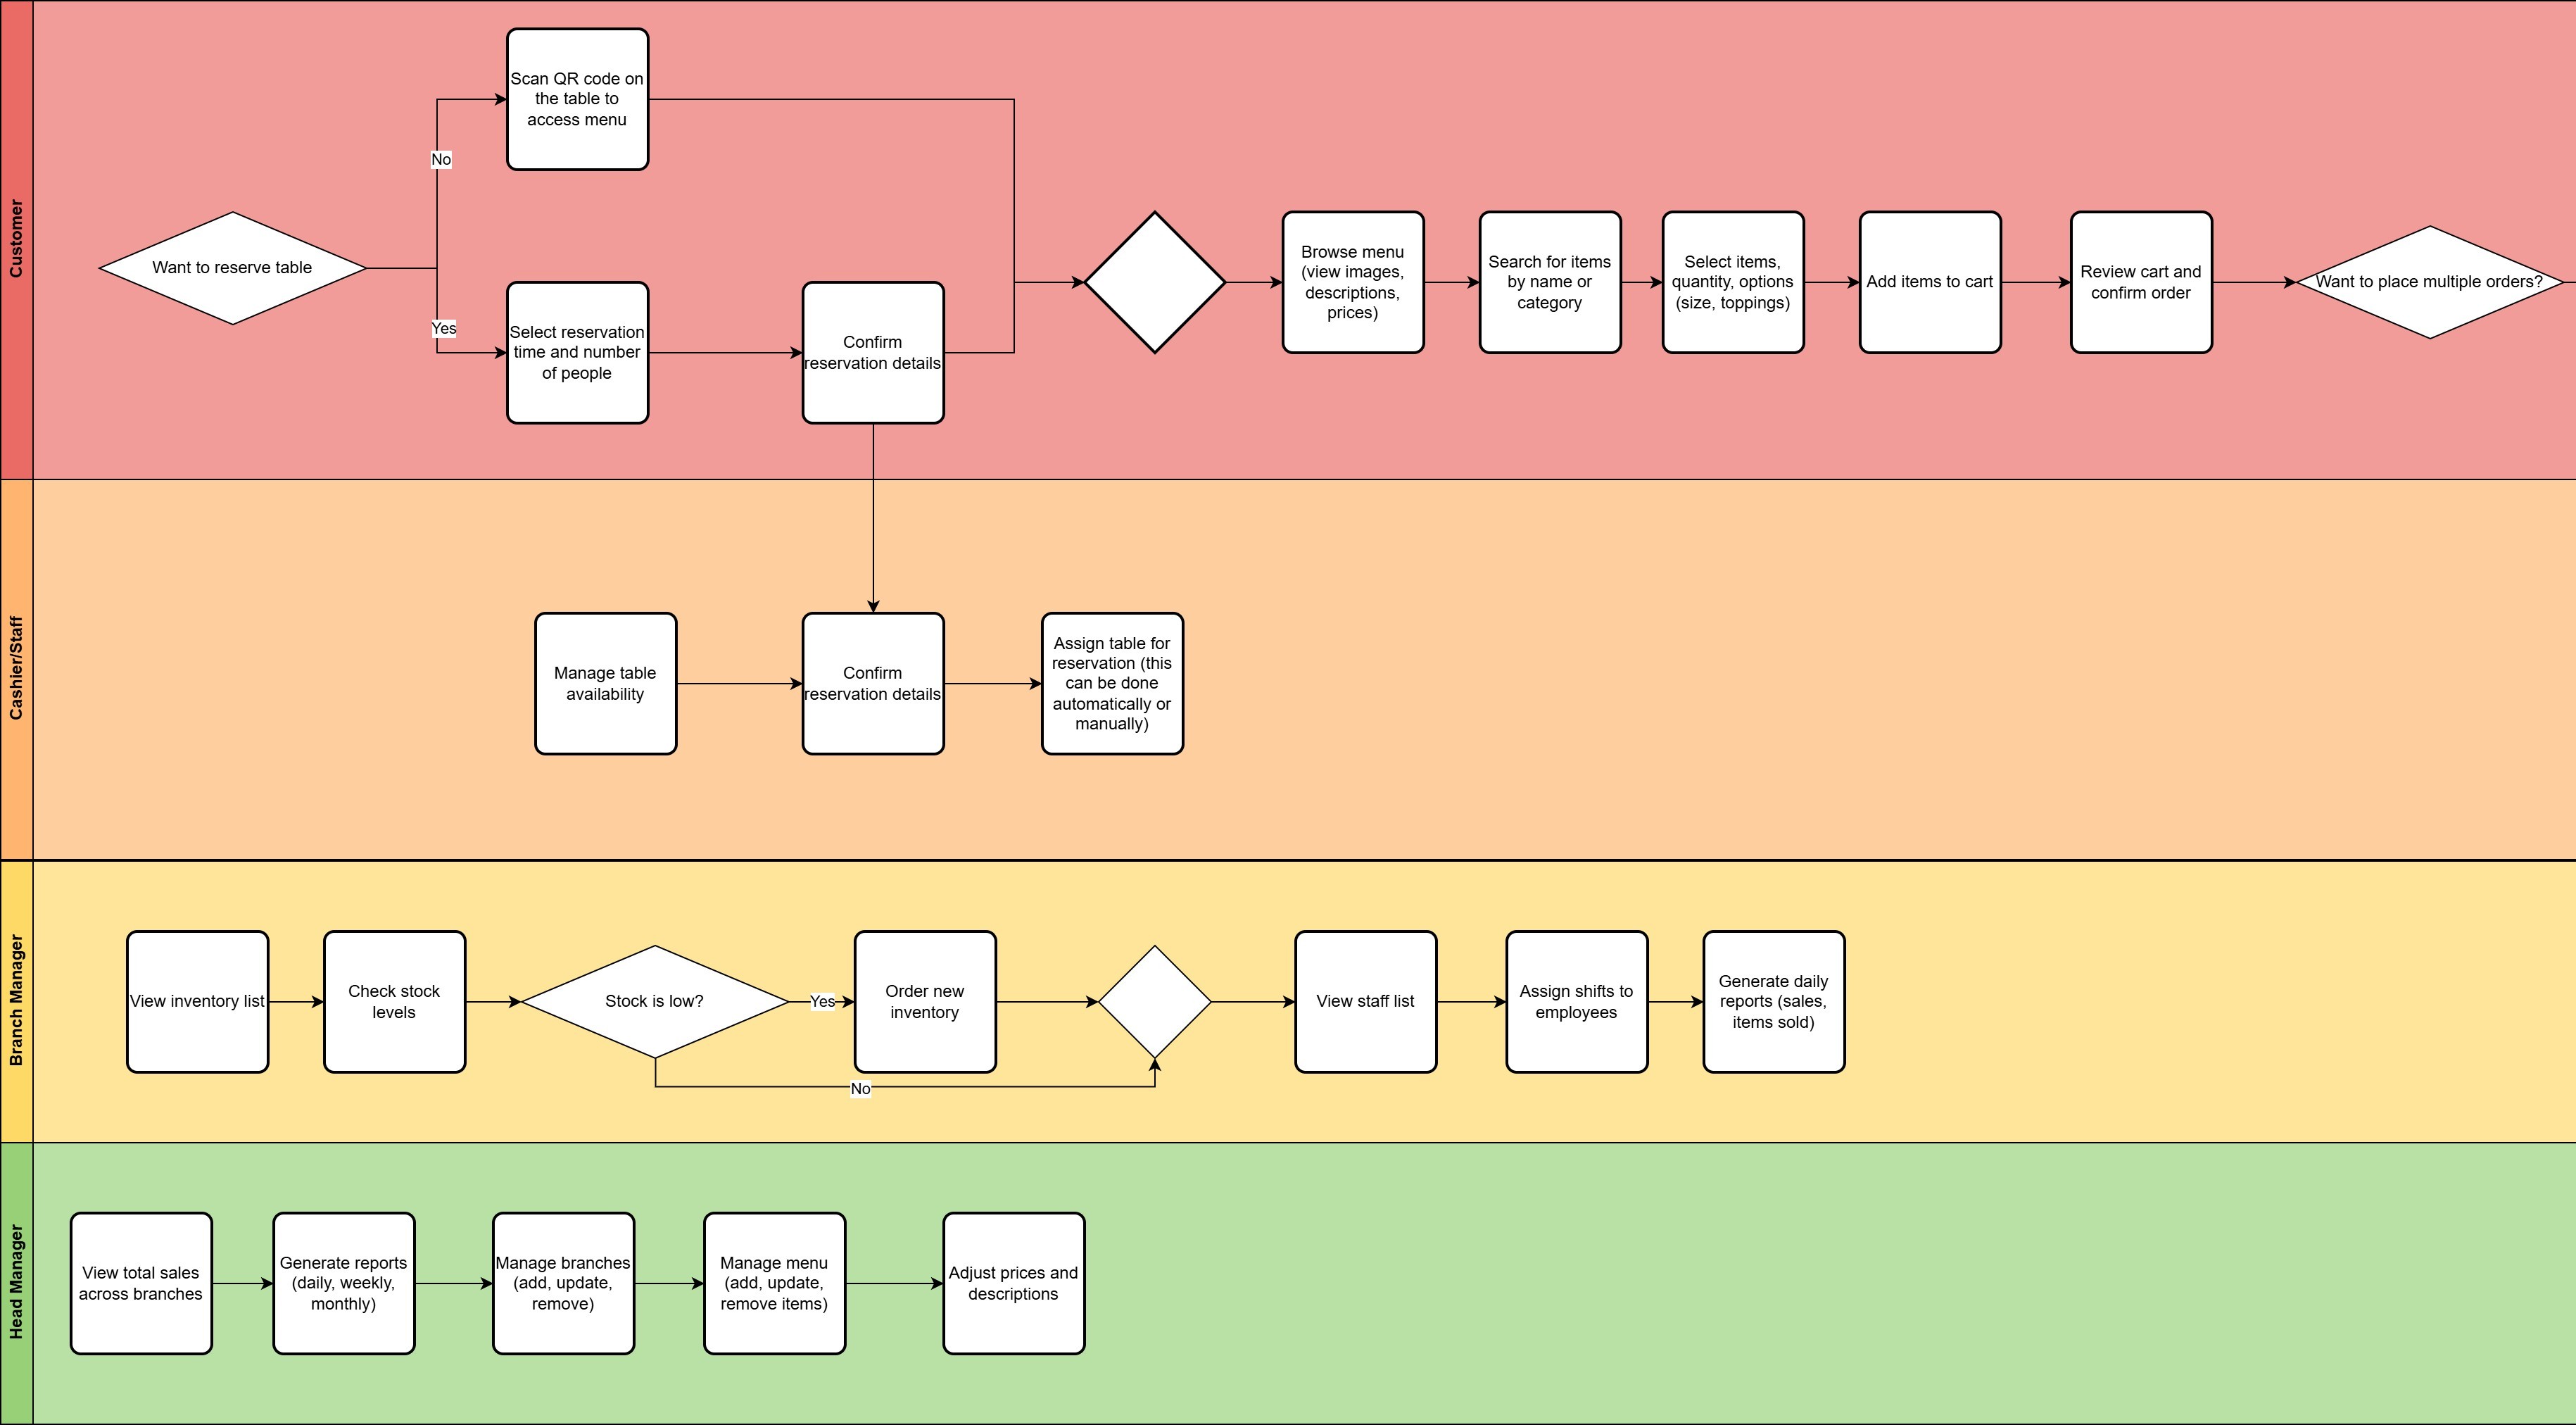 Customer
Scan QR code on
the table to
access menu
No
Want to reserve table
Yes
Select reservation
time and number
of people
Confirm
reservation details
Browse menu
(view images,
descriptions,
prices)
Search for items
by name or
category
Select items,
quantity, options
(size, toppings)
Add items to cart
Review cart and
confirm order
Want to place multiple orders?
Cashier/Staff
Manage table
availability
Confirm
reservation details
Assign table for
reservation (this
can be done
automatically or
manually)
Branch Manager
View inventory list
Check stock
levels
Stock is low?
Yes
No
Order new
inventory
View staff list
Assign shifts to
employees
Generate daily
reports (sales,
items sold)
Head Manager
View total sales
across branches
Generate reports
(daily, weekly,
monthly)
Manage branches
(add, update,
remove)
Manage menu
(add, update,
remove items)
Adjust prices and
descriptions